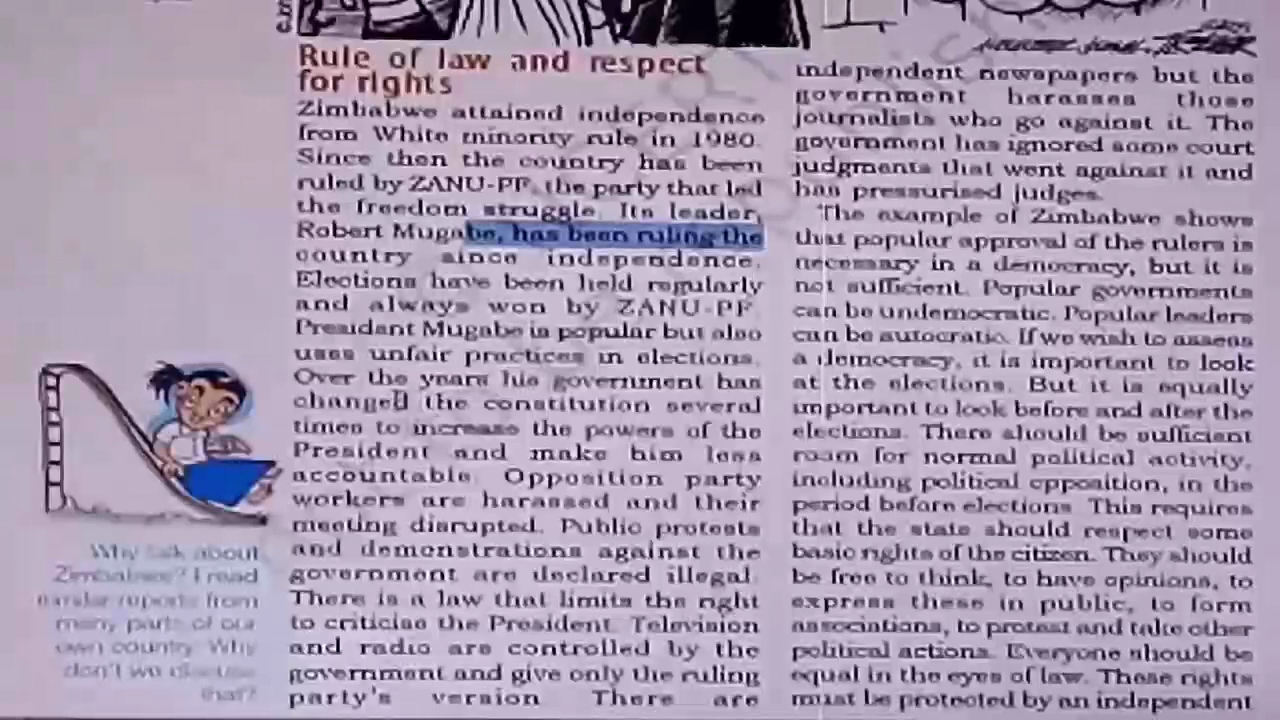 Rule of law and respect
for rights
Zimbabwe attained independence
from White minority rule in 1980.
Since then the country has been
ruled by ZANU-PF, the party that led
the freedom struggle. Its leader,
Robert Mugabe, has been ruling the
country since independence.
Elections have been held regularly
and always won by ZANU-PF.
President Mugabe is popular but also
uses unfair practices in elections.
Over the years his government has
changed the constitution several
times to increase the powers of the
President and make him less
accountable. Opposition party
workers are harassed and their
meeting disrupted. Public protests
and demonstrations against the
government are declared illegal.
There is a law that limits the right
to criticise the President. Television
and radio are controlled by the
government and give only the ruling
party's version. There are
independent newspapers but the
government harasses those
journalists who go against it. The
government has ignored some court
judgments that went against it and
has pressurised judges.
The example of Zimbabwe shows
that popular approval of the rulers is
necessary in a democracy, but it is
not sufficient. Popular governments
can be undemocratic. Popular leaders
can be autocratic. If we wish to assess
a democracy, it is important to look
at the elections. But it is equally
important to look before and after the
elections. There should be sufficient
room for normal political activity,
including political opposition, in the
period before elections. This requires
that the state should respect some
basic rights of the citizen. They should
be free to think, to have opinions, to
express these in public, to form
associations, to protest and take other
political actions. Everyone should be
equal in the eyes of law. These rights
must be protected by an independent
Why talk about
Zimbabwe? I read
similar reports from
many parts of our
own country. Why
don't we discuss
that?